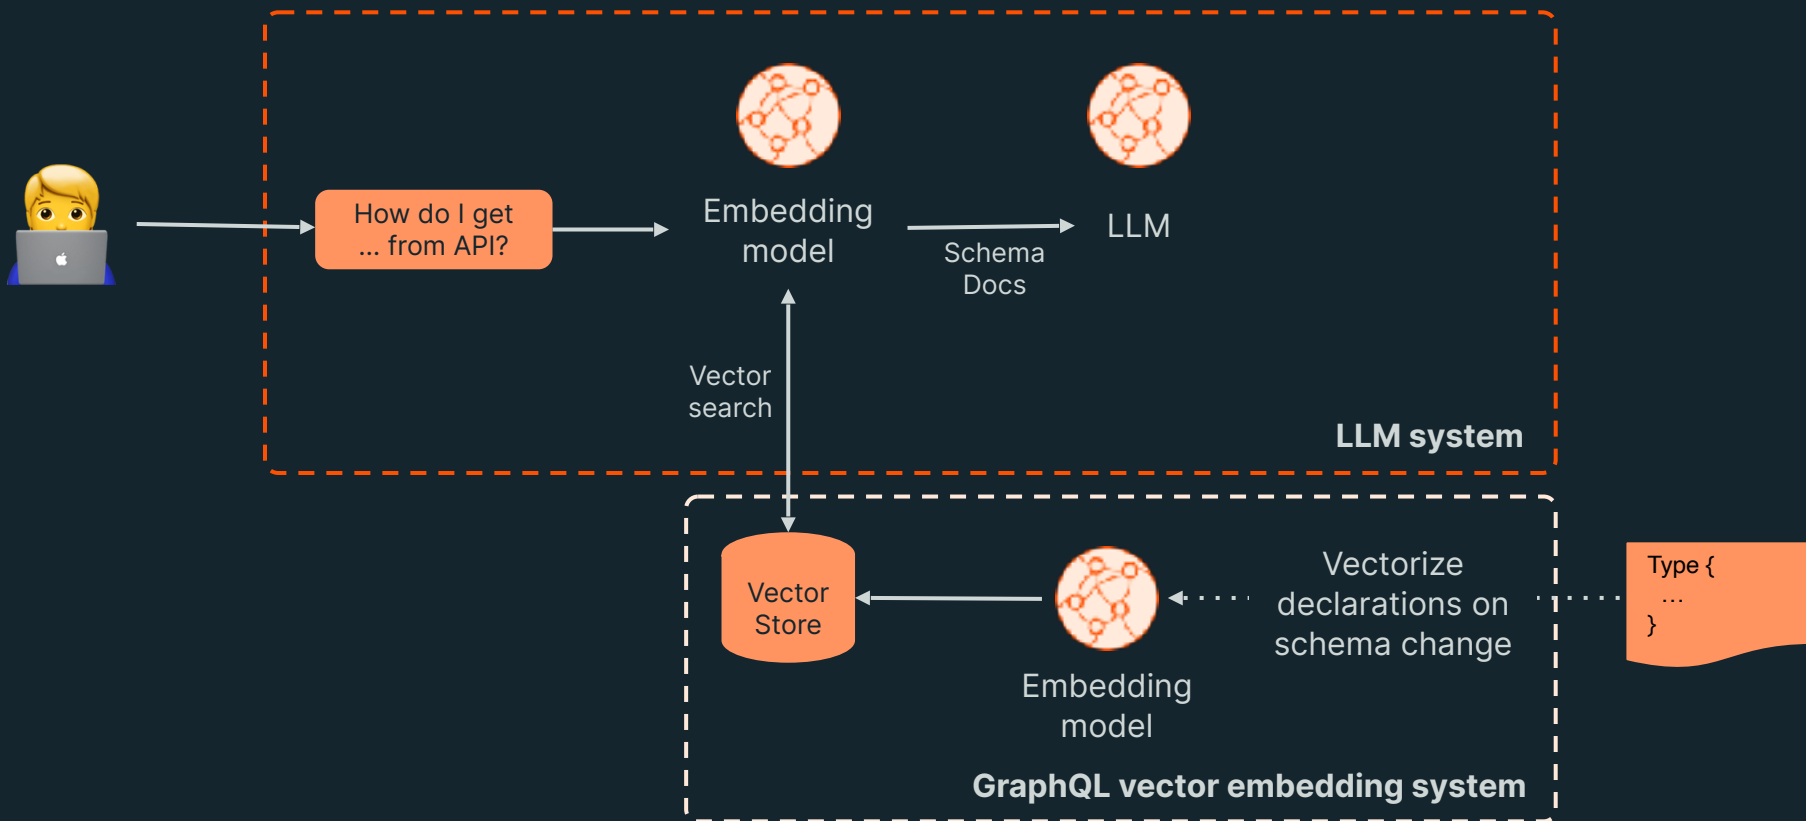 How do I get
... from API?
Embedding
model
Schema
Docs
LLM
Vector
search
LLM system
Vector
Store
Embedding
model
Vectorize
declarations on
schema change
Type {
...
}
GraphQL vector embedding system